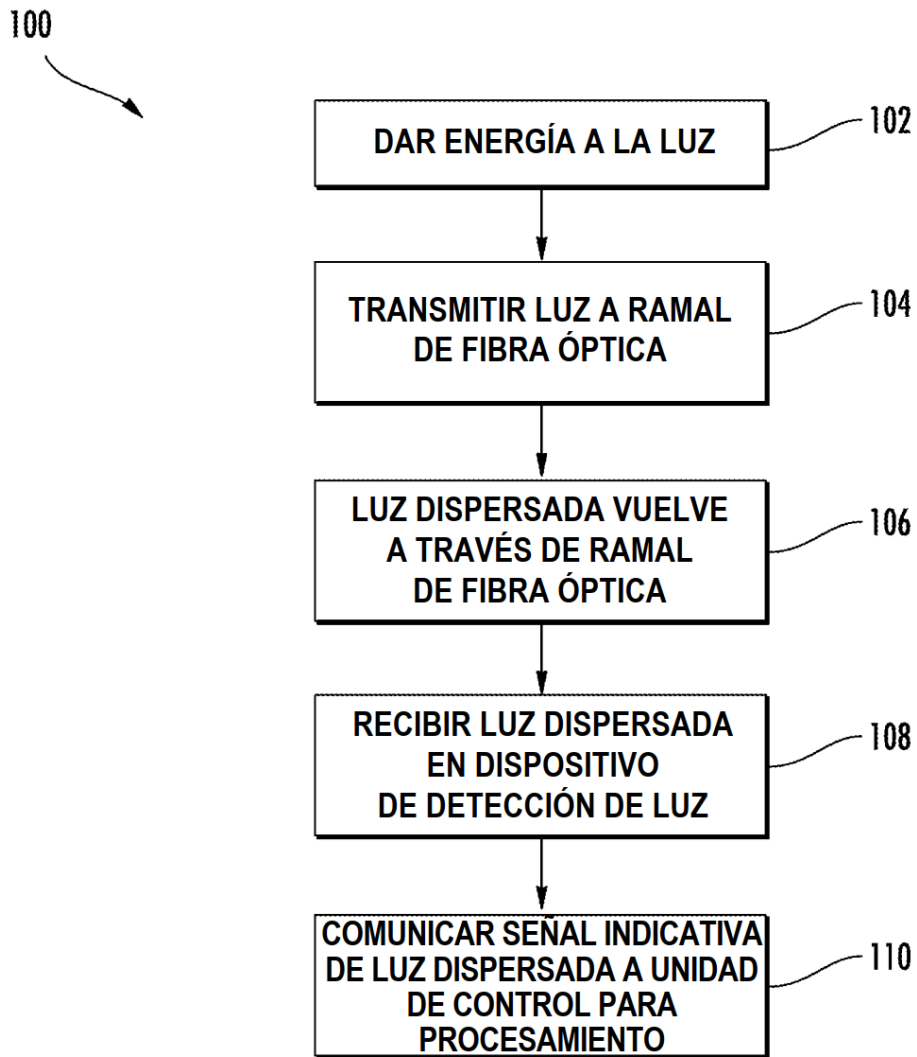 100
DAR ENERGÍA A LA LUZ
102
TRANSMITIR LUZ A RAMAL
DE FIBRA ÓPTICA
104
LUZ DISPERSADA VUELVE
A TRAVÉS DE RAMAL
DE FIBRA ÓPTICA
106
RECIBIR LUZ DISPERSADA
EN DISPOSITIVO
DE DETECCIÓN DE LUZ
108
COMUNICAR SEÑAL INDICATIVA
DE LUZ DISPERSADA A UNIDAD
DE CONTROL PARA
PROCESAMIENTO
110